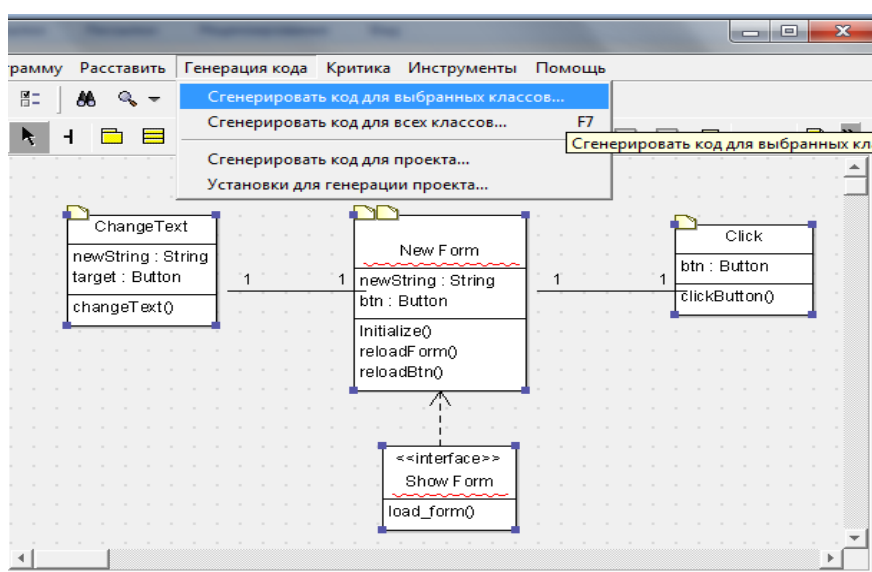 грамму Расставить Генерация кода Критика Инструменты Помощь
Сгенерировать код для выбранных классов...
Сгенерировать код для всех классов... F7
Сгенерировать код для выбранных кл
Сгенерировать код для проекта...
Установки для генерации проекта...
ChangeText
newString : String
target : Button
changeText()
1 1
New Form
newString : String
btn : Button
Initialize()
reloadForm()
reloadBtn()
1 1
Click
btn : Button
clickButton()
<<interface>>
Show Form
load_form()